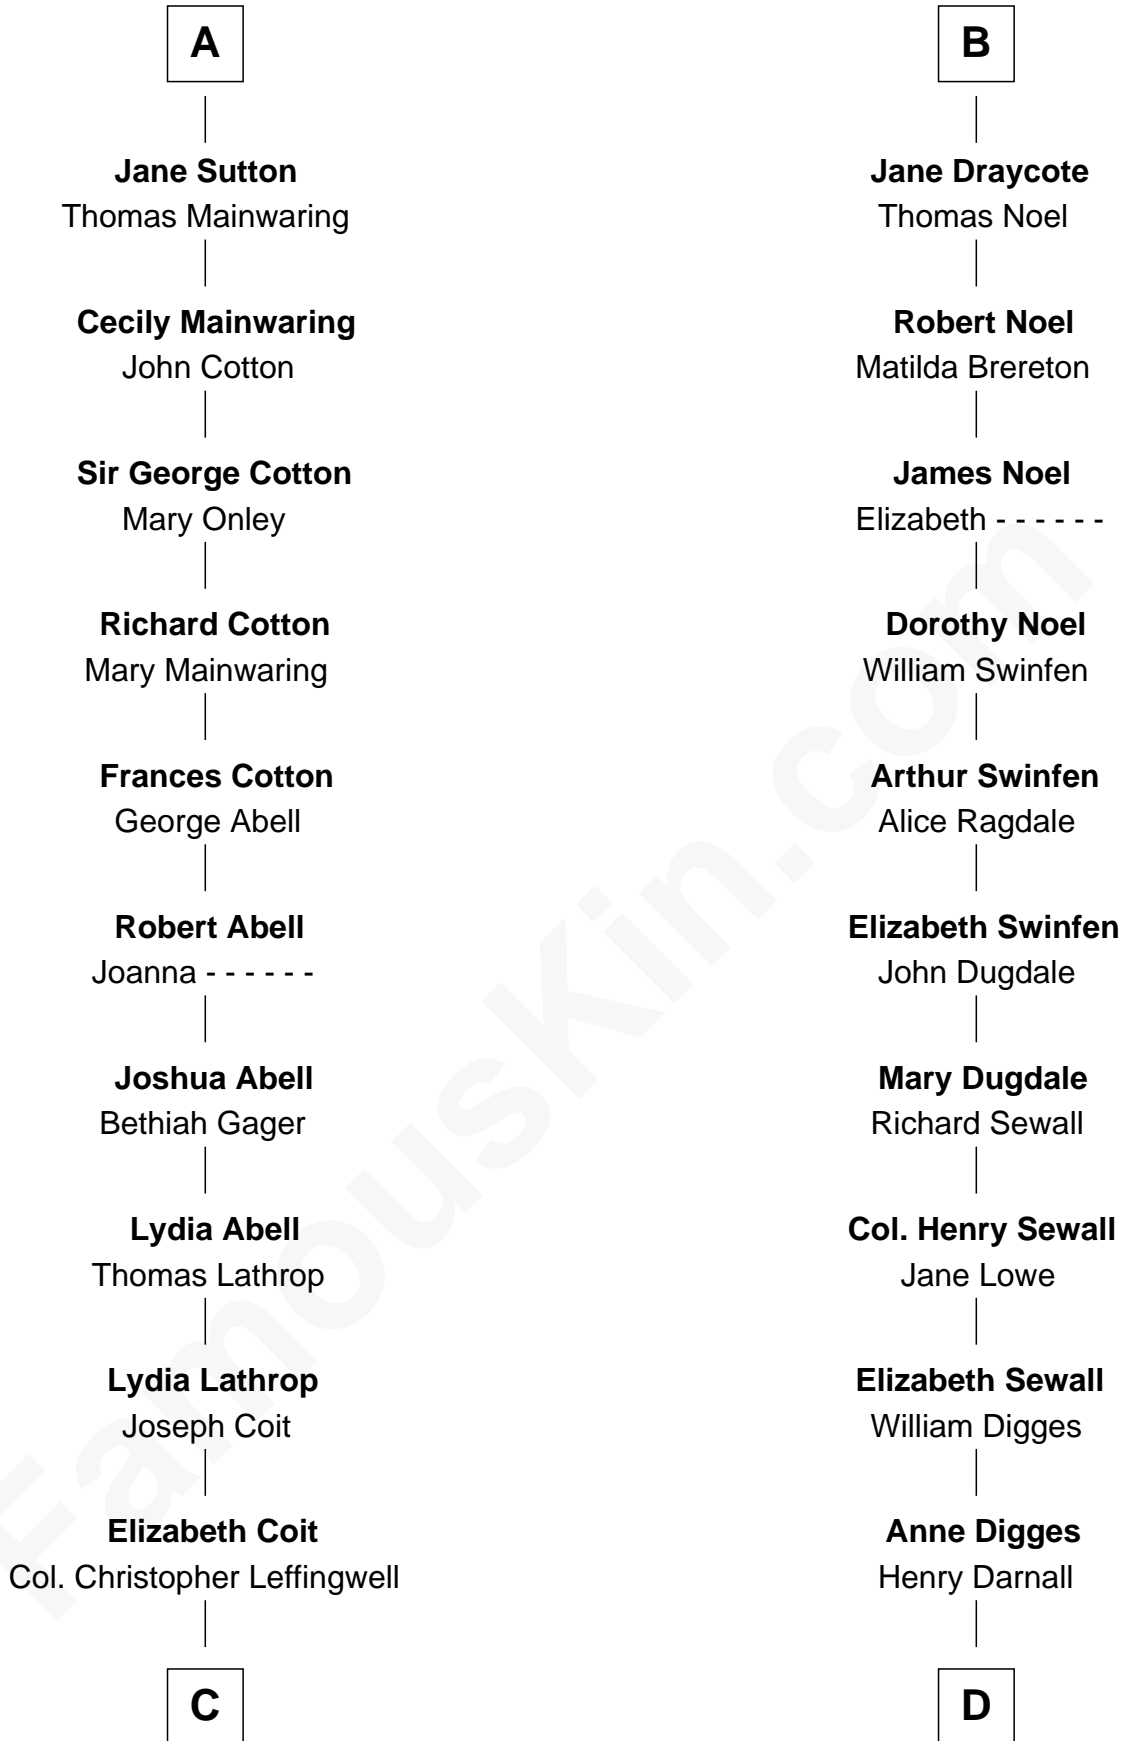 A
Jane Sutton
Thomas Mainwaring
Cecily Mainwaring
John Cotton
Sir George Cotton
Mary Onley
Richard Cotton
Mary Mainwaring
Frances Cotton
George Abell
Robert Abell
Joanna - - - - - -
Joshua Abell
Bethiah Gager
Lydia Abell
Thomas Lathrop
Lydia Lathrop
Joseph Coit
Elizabeth Coit
Col. Christopher Leffingwell
C
B
Jane Draycote
Thomas Noel
Robert Noel
Matilda Brereton
James Noel
Elizabeth - - - - - -
Dorothy Noel
William Swinfen
Arthur Swinfen
Alice Ragdale
Elizabeth Swinfen
John Dugdale
Mary Dugdale
Richard Sewall
Col. Henry Sewall
Jane Lowe
Elizabeth Sewall
William Digges
Anne Digges
Henry Darnall
D
FamousKin.com